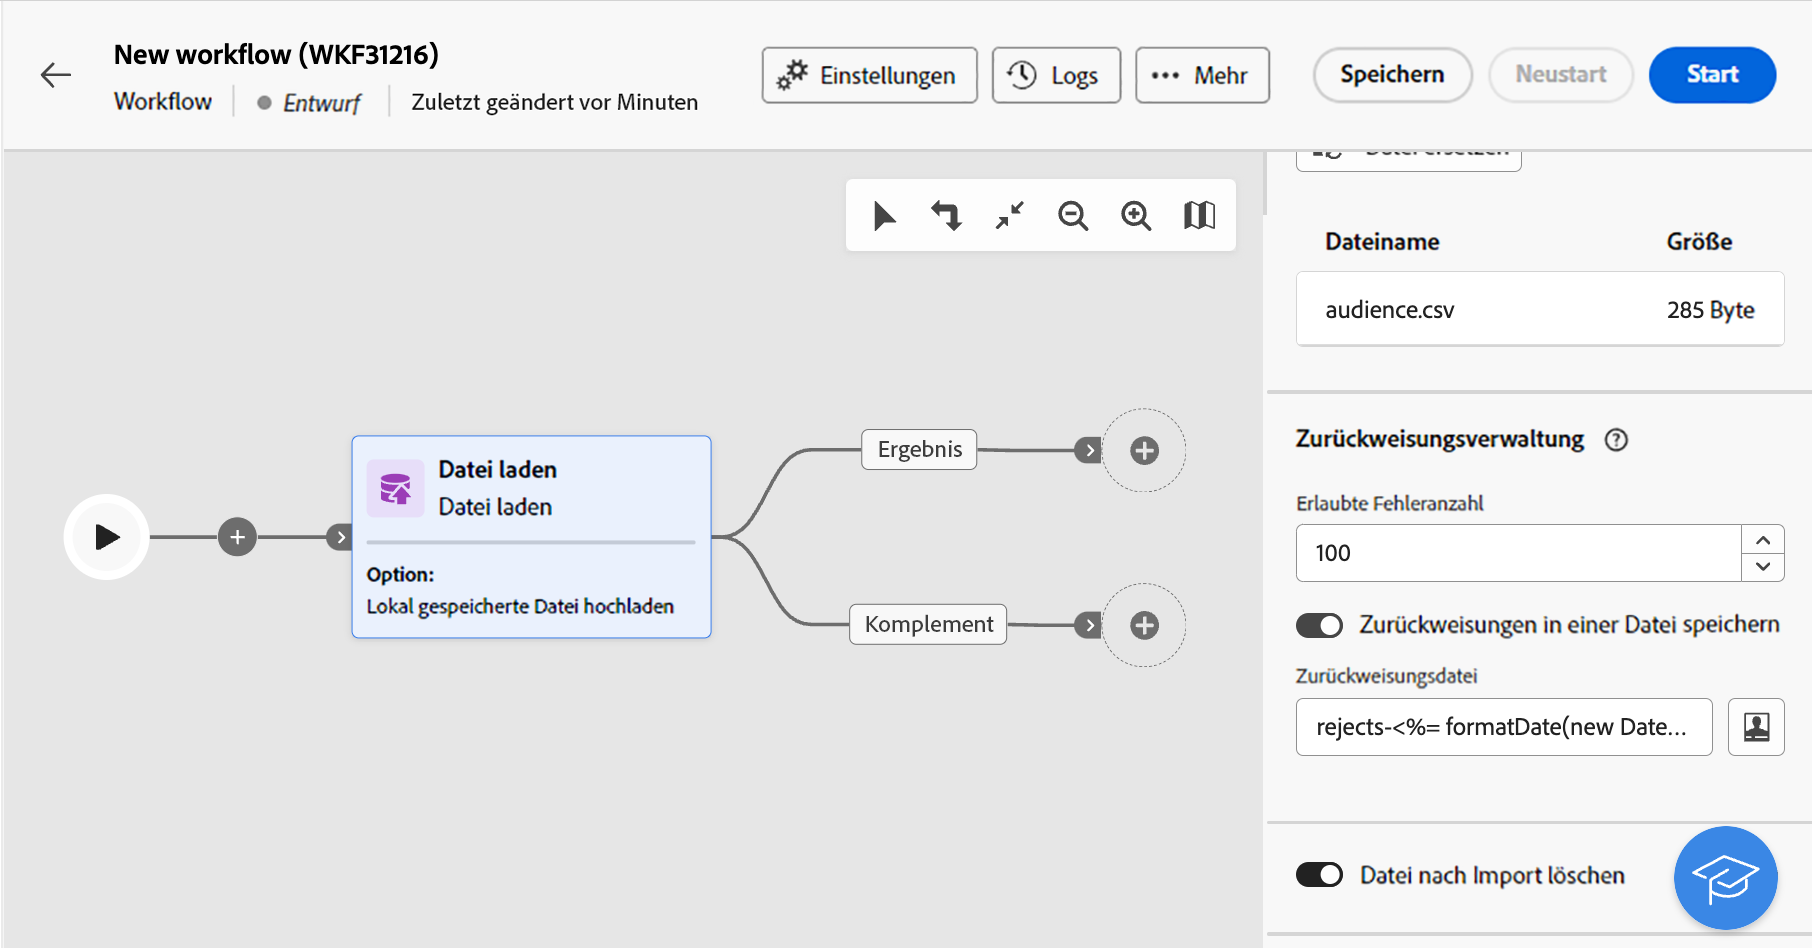 New workflow (WKF31216)
Workflow
Entwurf
Zuletzt geändert vor Minuten
Einstellungen
Logs
Mehr
Speichern
Neustart
Start
Datei ersetzen
Dateiname
Größe
audience.csv
285 Byte
Datei laden
Datei laden
Option:
Lokal gespeicherte Datei hochladen
Ergebnis
Komplement
Zurückweisungsverwaltung
Erlaubte Fehleranzahl
100
Zurückweisungen in einer Datei speichern
Zurückweisungsdatei
rejects-<%= formatDate(new Date...
Datei nach Import löschen